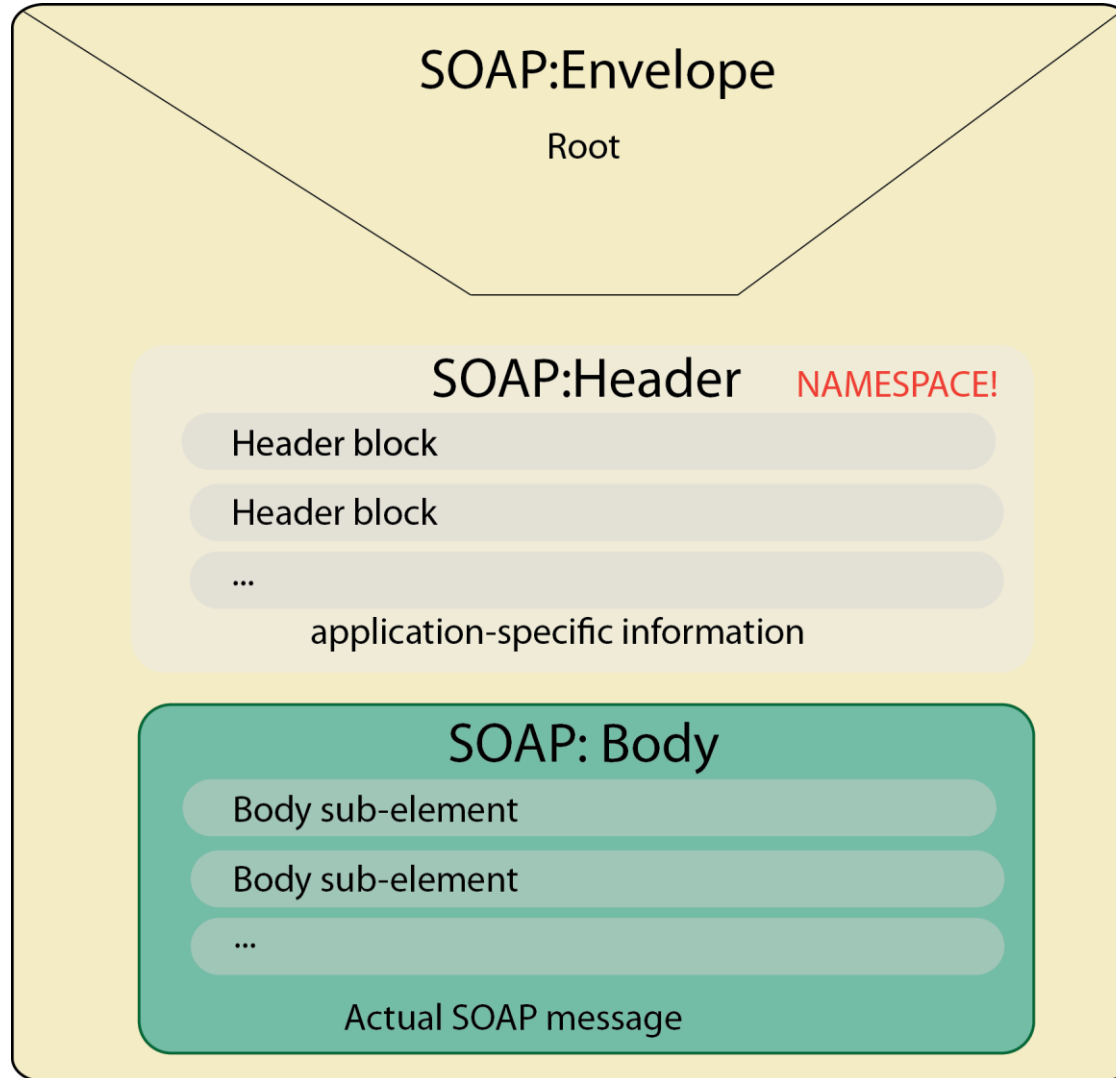 SOAP:Envelope
Root
SOAP:Header NAMESPACE!
Header block
Header block
...
application-specific information
SOAP: Body
Body sub-element
Body sub-element
...
Actual SOAP message